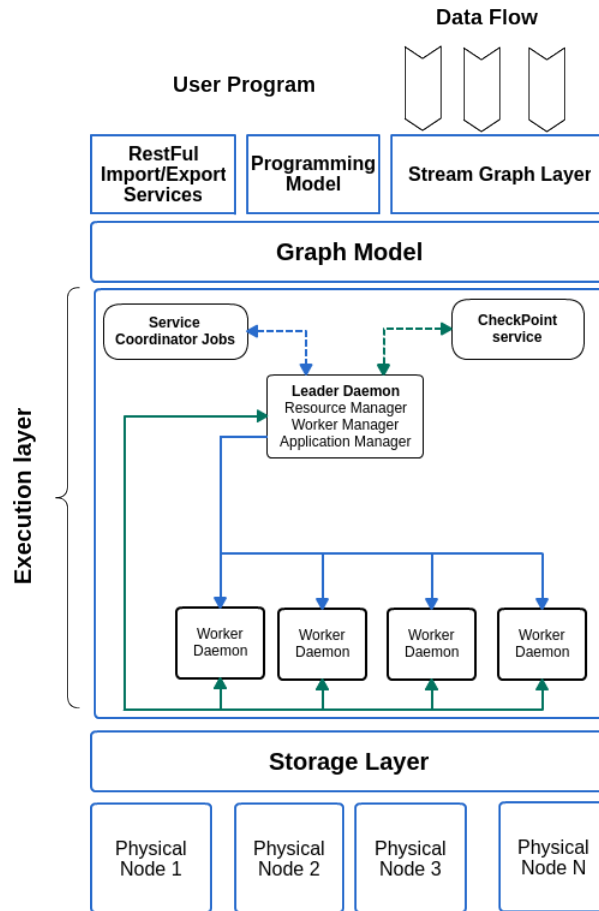 Data Flow
User Program
RestFul
Import/Export
Services
Programming
Model
Stream Graph Layer
Graph Model
Execution layer
Service
Coordinator Jobs
CheckPoint
service
Leader Daemon
Resource Manager
Worker Manager
Application Manager
Worker
Daemon
Worker
Daemon
Worker
Daemon
Worker
Daemon
Storage Layer
Physical
Node 1
Physical
Node 2
Physical
Node 3
Physical
Node N